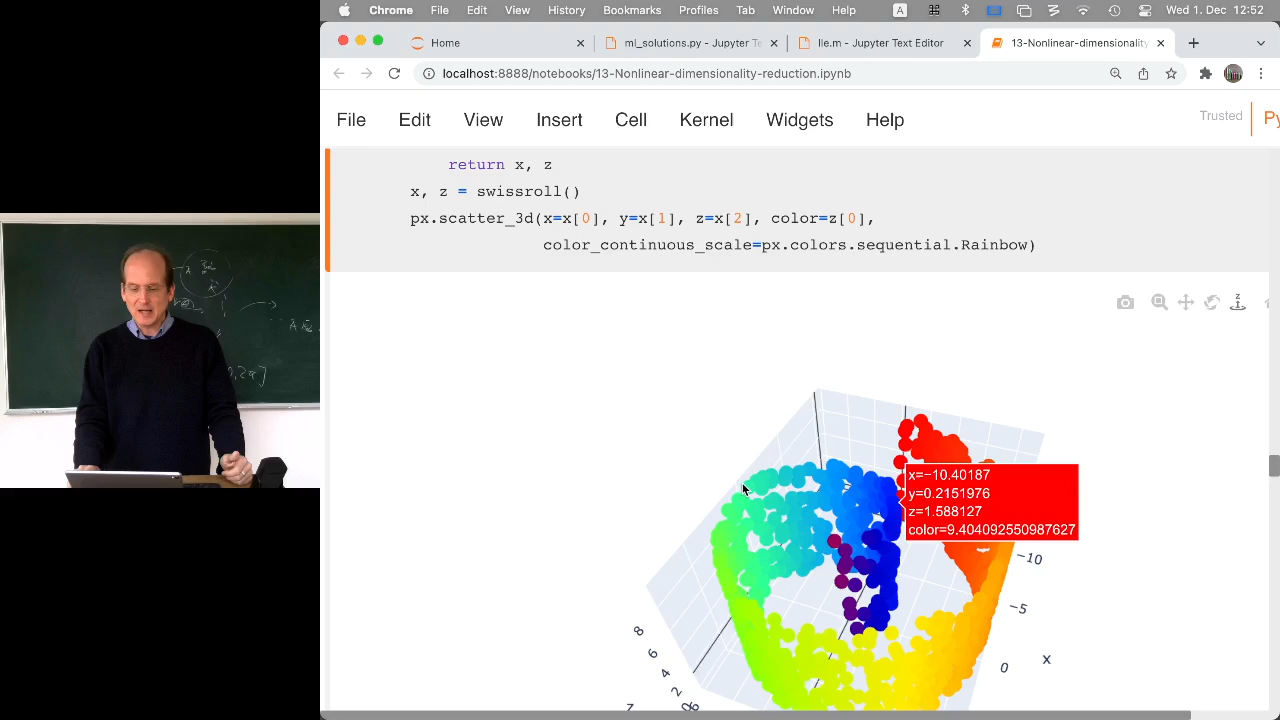 Chrome File Edit View History Bookmarks Profiles Tab Window Help A Wed 1. Dec 12:52
Home ml_solutions.py - Jupyter Te lle.m - Jupyter Text Editor 13-Nonlinear-dimensionality
localhost:8888/notebooks/13-Nonlinear-dimensionality-reduction.ipynb
File Edit View Insert Cell Kernel Widgets Help Trusted Py
return x, z
x, z = swissroll()
px.scatter_3d(x=x[0], y=x[1], z=x[2], color=z[0],
color_continuous_scale=px.colors.sequential.Rainbow)
z
x=−10.40187
y=0.2151976
z=1.588127
color=9.404092550987627
−10
−5
0
x
8
6
4
2